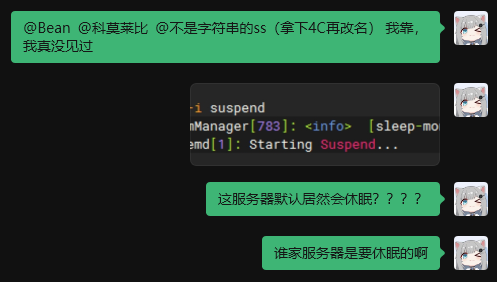 @Bean @科莫莱比 @不是字符串的ss（拿下4C再改名） 我靠，
我真没见过
-i suspend
mManager[783]: <info>  [sleep-mo
emd[1]: Starting Suspend...
这服务器默认居然会休眠？？？？
谁家服务器是要休眠的啊